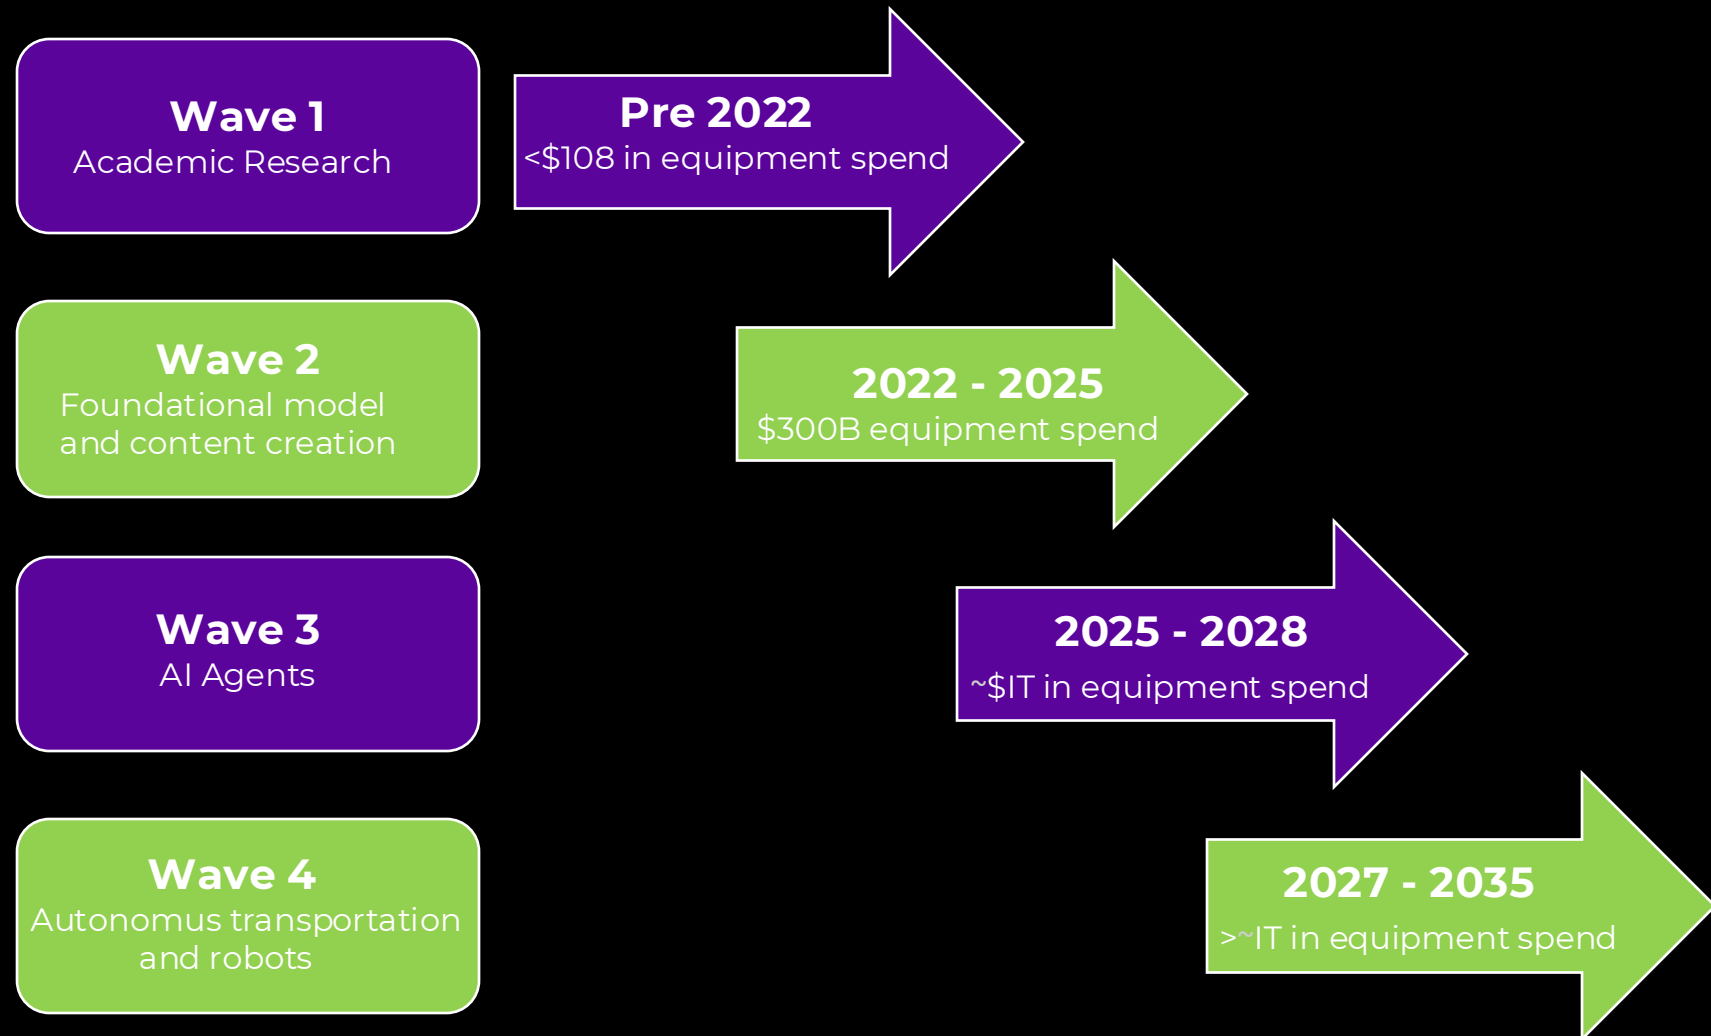 Wave 1
Academic Research
Pre 2022
<$108 in equipment spend
Wave 2
Foundational model
and content creation
2022 - 2025
$300B equipment spend
Wave 3
AI Agents
2025 - 2028
~$IT in equipment spend
Wave 4
Autonomus transportation
and robots
2027 - 2035
>~IT in equipment spend